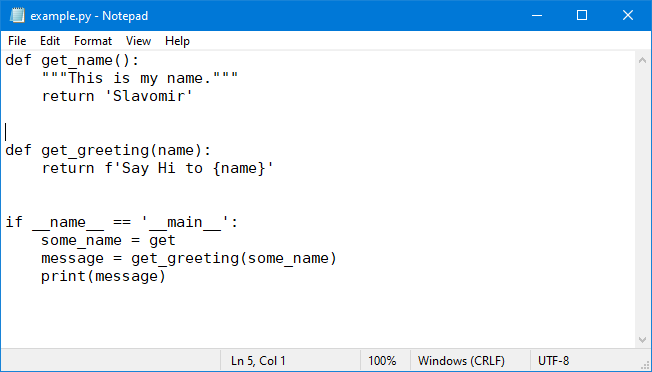 example.py - Notepad
File Edit Format View Help
def get_name():
    """This is my name."""
    return 'Slavomir'
def get_greeting(name):
    return f'Say Hi to {name}'
if __name__ == '__main__':
    some_name = get
    message = get_greeting(some_name)
    print(message)
Ln 5, Col 1 100% Windows (CRLF) UTF-8